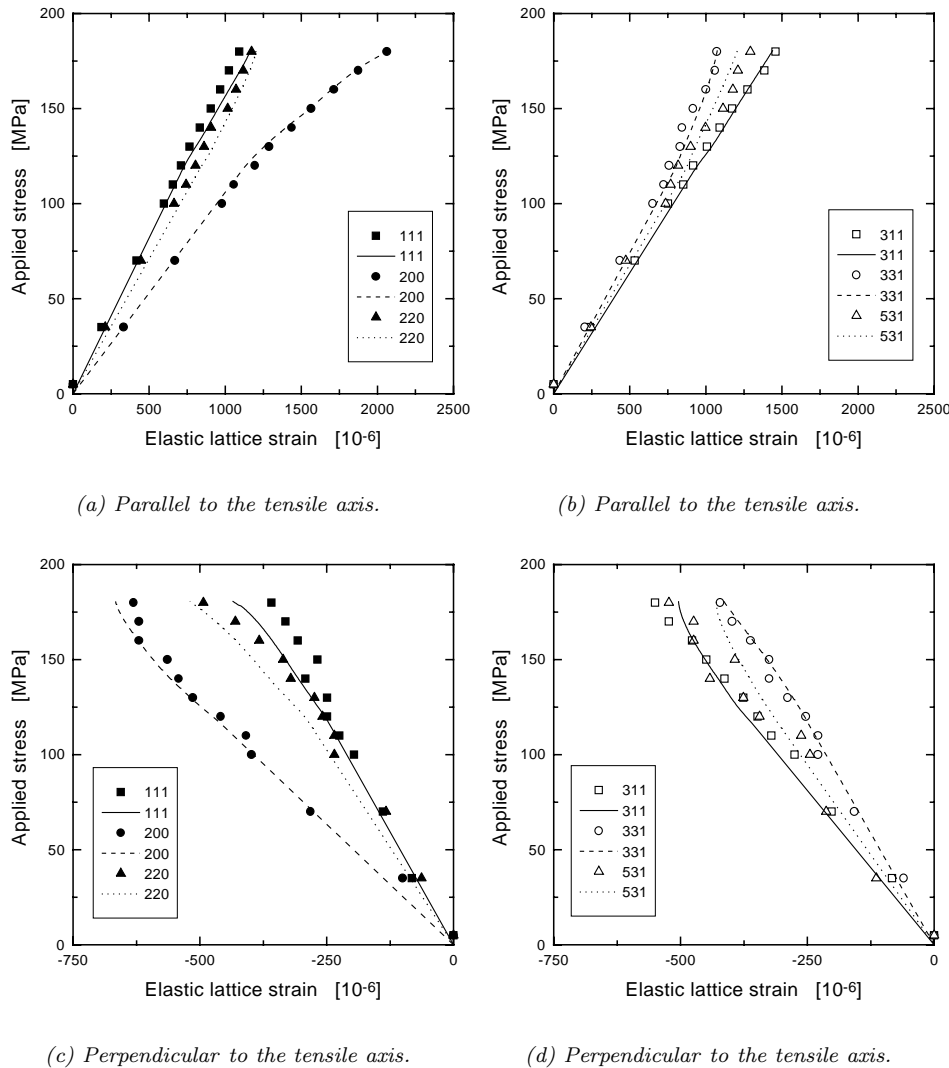 200
150
100
50
0
Applied stress [MPa]
111
111
200
200
220
220
0 500 1000 1500 2000 2500
Elastic lattice strain [10-6]
(a) Parallel to the tensile axis.
200
150
100
50
0
Applied stress [MPa]
311
311
331
331
531
531
0 500 1000 1500 2000 2500
Elastic lattice strain [10-6]
(b) Parallel to the tensile axis.
200
150
100
50
0
Applied stress [MPa]
111
111
200
200
220
220
-750 -500 -250 0
Elastic lattice strain [10-6]
(c) Perpendicular to the tensile axis.
200
150
100
50
0
Applied stress [MPa]
311
311
331
331
531
531
-750 -500 -250 0
Elastic lattice strain [10-6]
(d) Perpendicular to the tensile axis.